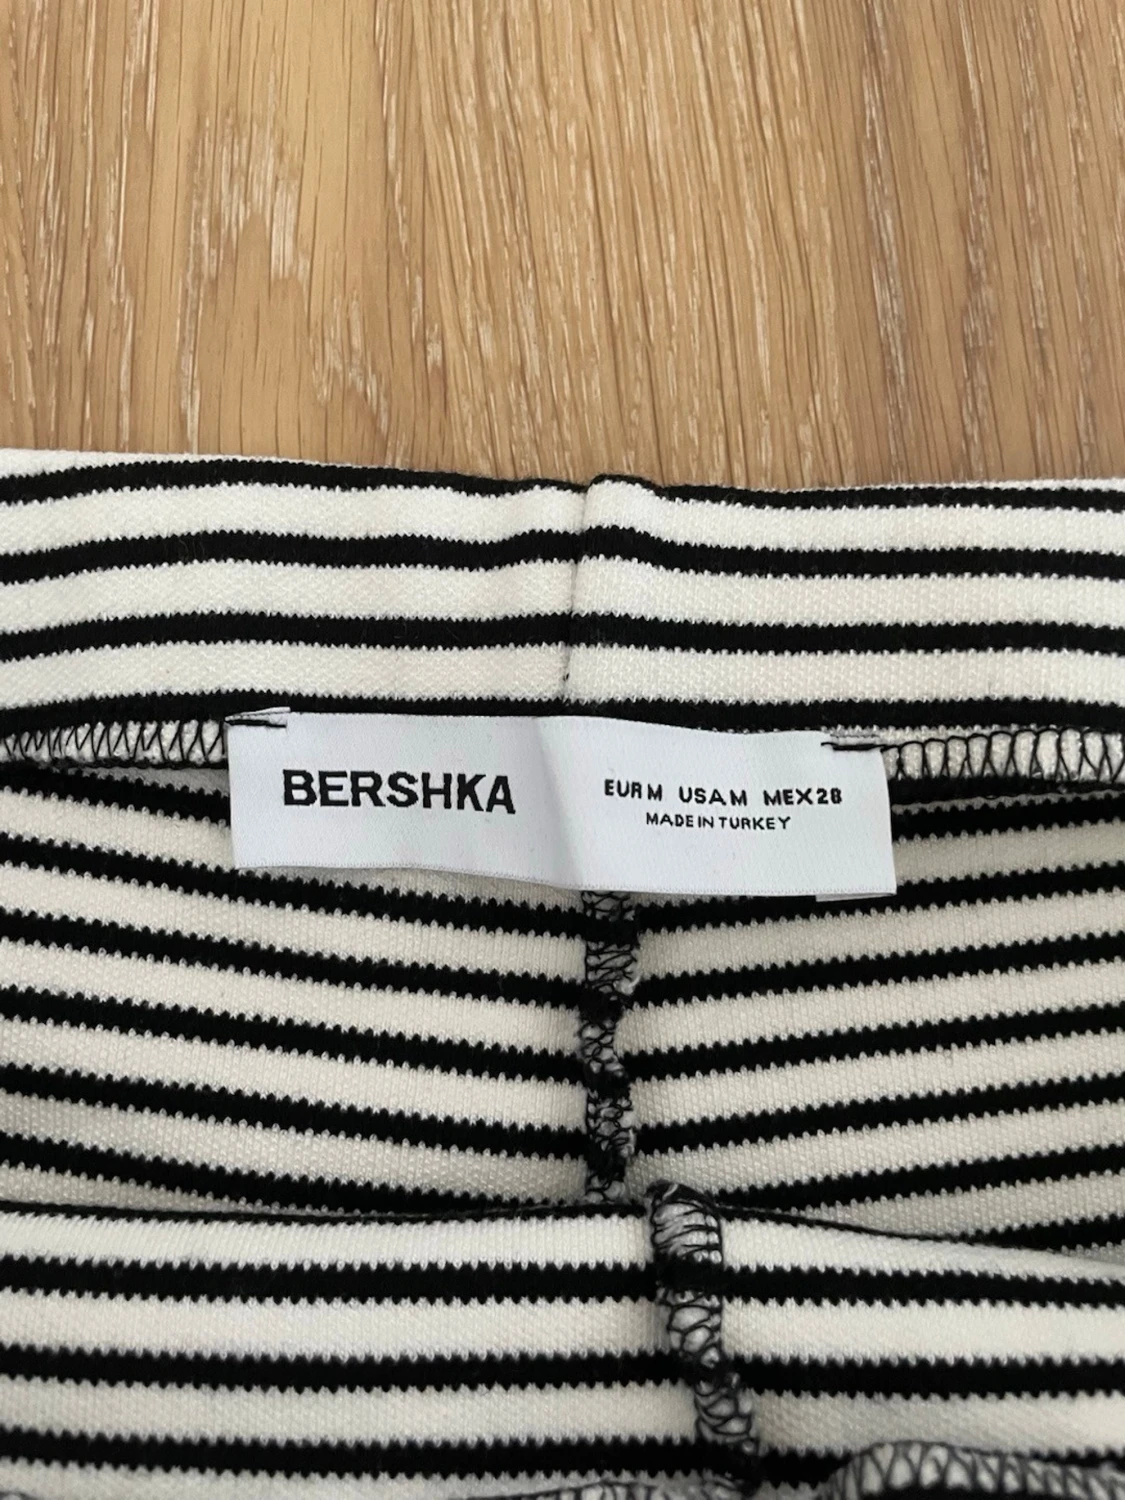 BERSHKA
EUR M USA M MEX 28
MADE IN TURKEY